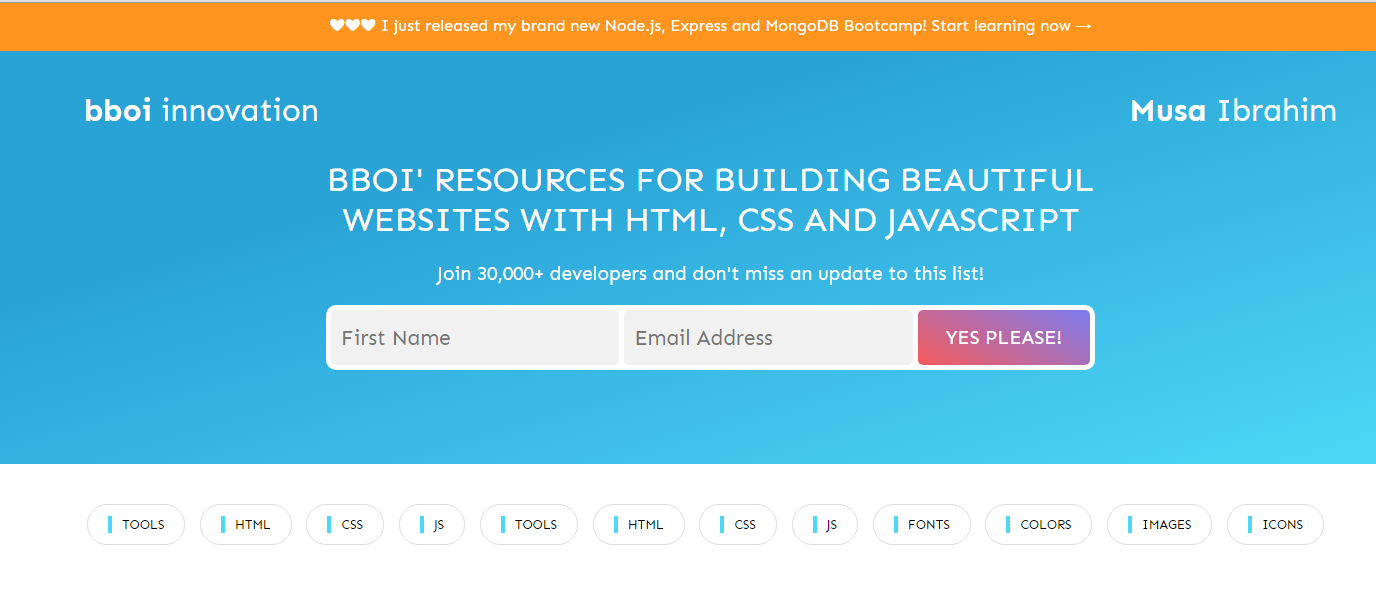 ♥♥♥ I just released my brand new Node.js, Express and MongoDB Bootcamp! Start learning now →
bboi innovation
Musa Ibrahim
BBOI' RESOURCES FOR BUILDING BEAUTIFUL
WEBSITES WITH HTML, CSS AND JAVASCRIPT
Join 30,000+ developers and don't miss an update to this list!
First Name
Email Address
YES PLEASE!
TOOLS
HTML
CSS
JS
TOOLS
HTML
CSS
JS
FONTS
COLORS
IMAGES
ICONS